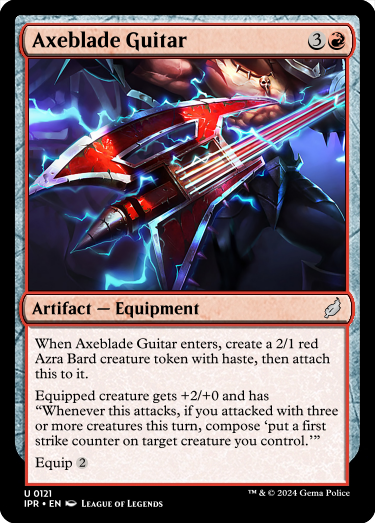 Axeblade Guitar 3
Artifact — Equipment
When Axeblade Guitar enters, create a 2/1 red
Azra Bard creature token with haste, then attach
this to it.
Equipped creature gets +2/+0 and has
“Whenever this attacks, if you attacked with three
or more creatures this turn, compose ‘put a first
strike counter on target creature you control.’”
Equip 2
U 0121
IPR • EN League of Legends
™ & © 2024 Gema Police